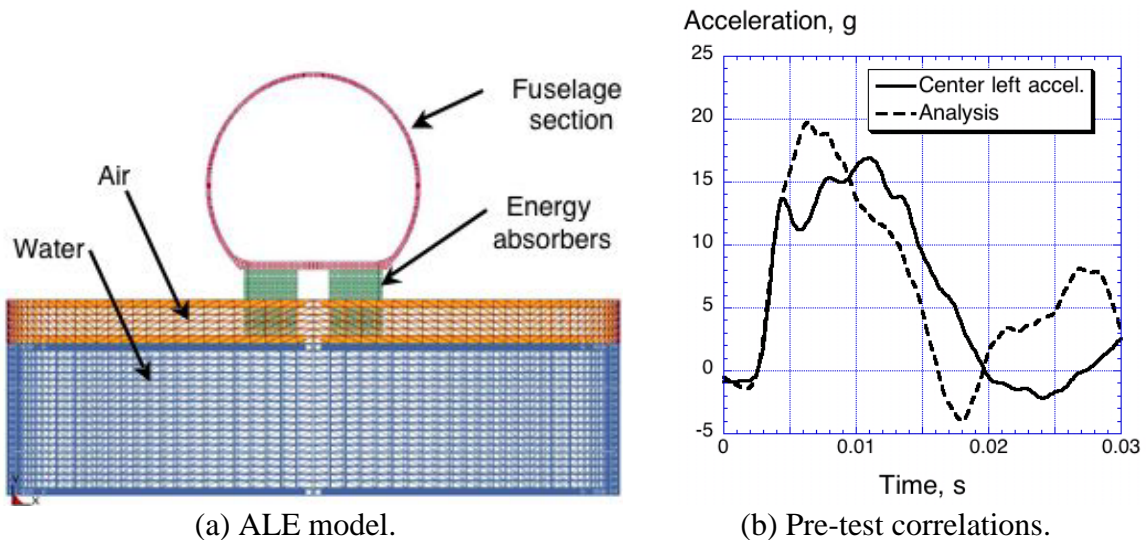 Fuselage
section
Air
Energy
absorbers
Water
Y
X
(a) ALE model.
Acceleration, g
25
20
15
10
5
0
-5
Center left accel.
Analysis
0
0.01
0.02
0.03
Time, s
(b) Pre-test correlations.